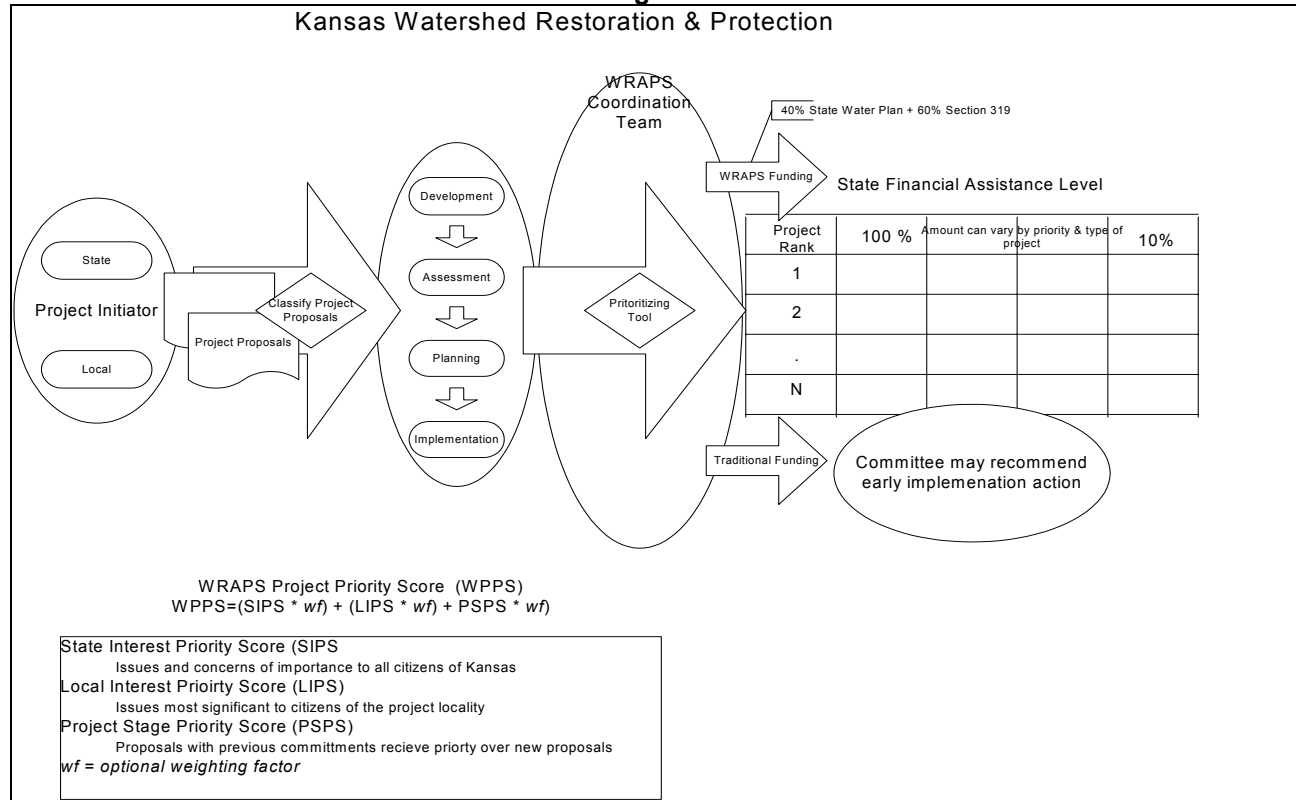 Kansas Watershed Restoration & Protection
WRAPS
Coordination
Team
40% State Water Plan + 60% Section 319
WRAPS Funding
State Financial Assistance Level
Development
Assessment
Planning
Implementation
State
Project Initiator
Local
Project Proposals
Classify Project
Proposals
Pritoritizing
Tool
Project
Rank
100 %
Amount can vary by priority & type of
project
10%
1
2
.
N
Traditional Funding
Committee may recommend
early implemenation action
WRAPS Project Priority Score (WPPS)
WPPS=(SIPS * wf) + (LIPS * wf) + PSPS * wf)
State Interest Priority Score (SIPS
Issues and concerns of importance to all citizens of Kansas
Local Interest Prioirty Score (LIPS)
Issues most significant to citizens of the project locality
Project Stage Priority Score (PSPS)
Proposals with previous committments recieve priorty over new proposals
wf = optional weighting factor